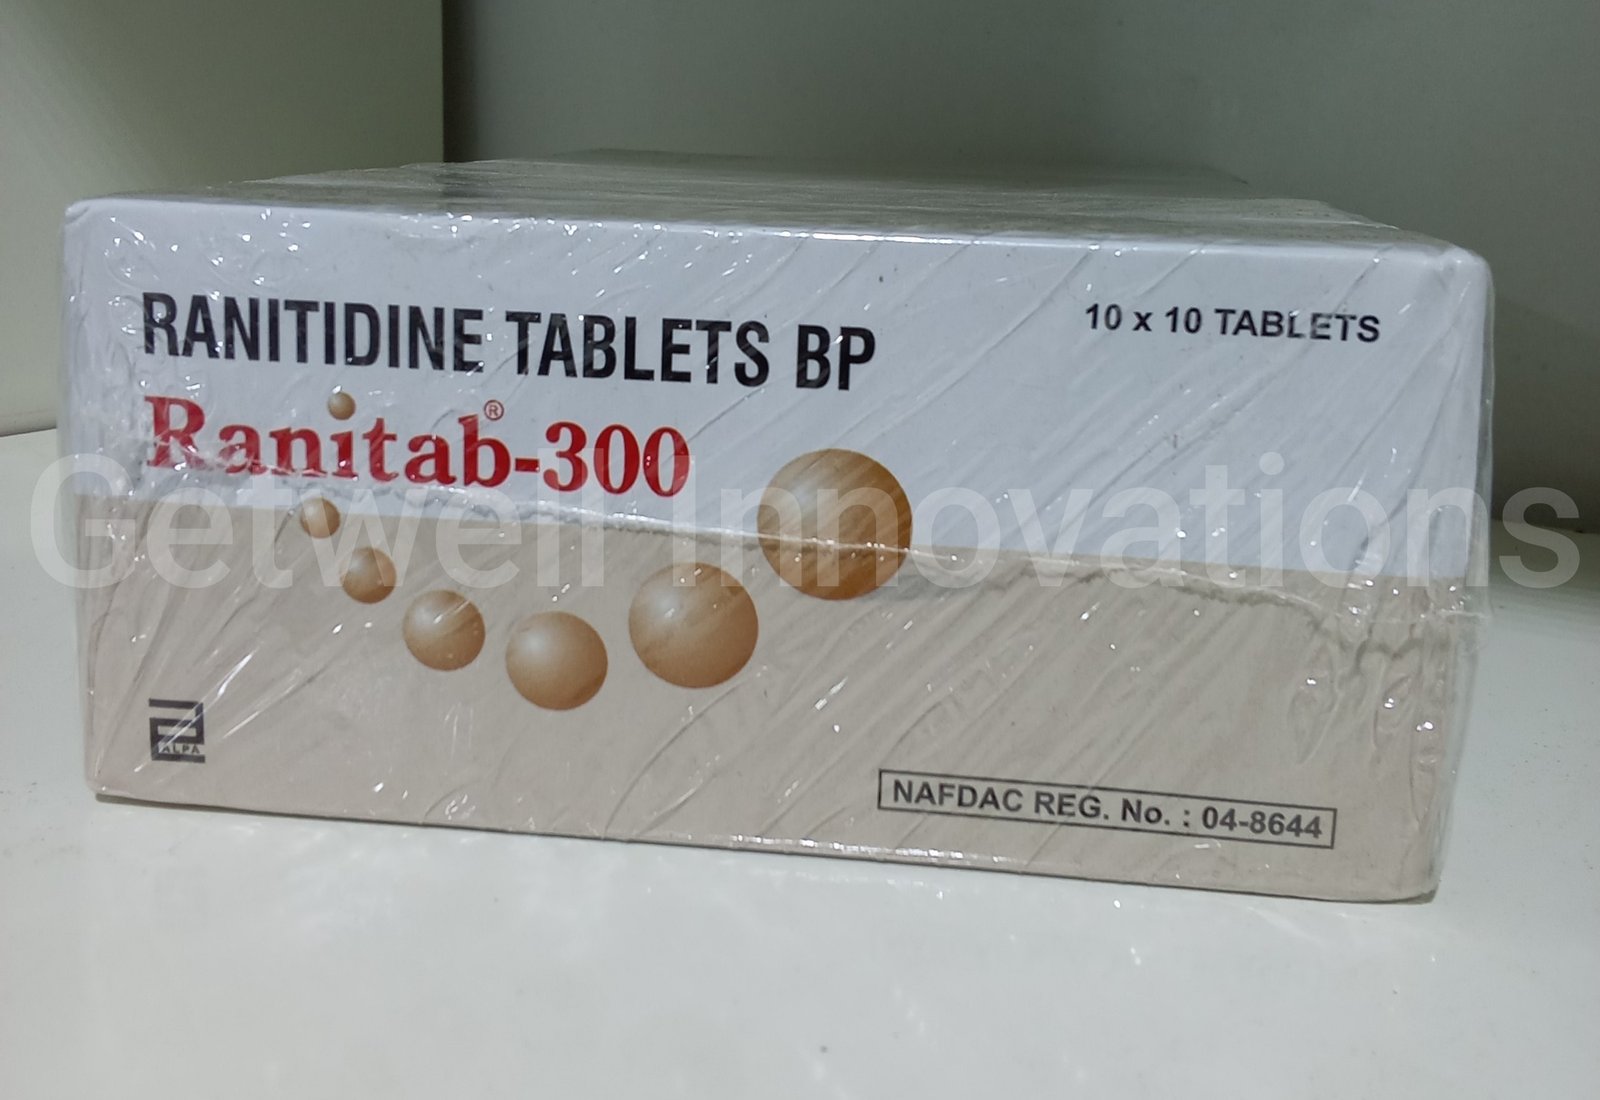 RANITIDINE TABLETS BP
10 x 10 TABLETS
Ranitab®-300
Getwell Innovations
ALPA
NAFDAC REG. No. : 04-8644